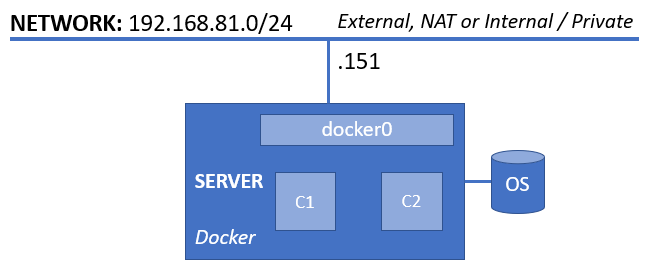 NETWORK: 192.168.81.0/24 External, NAT or Internal / Private
.151
docker0
SERVER
C1 C2
OS
Docker